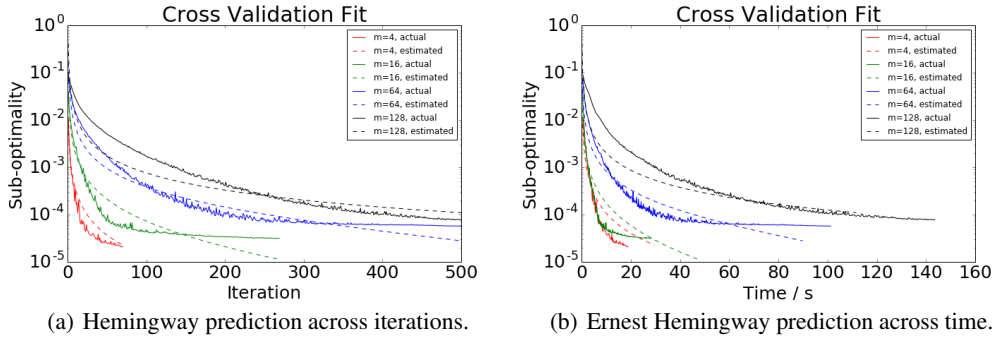 Cross Validation Fit
10^0
10^-1
10^-2
10^-3
10^-4
10^-5
Sub-optimality
0
100
200
300
400
500
Iteration
m=4, actual
m=4, estimated
m=16, actual
m=16, estimated
m=64, actual
m=64, estimated
m=128, actual
m=128, estimated
(a) Hemingway prediction across iterations.
Cross Validation Fit
10^0
10^-1
10^-2
10^-3
10^-4
10^-5
Sub-optimality
0
20
40
60
80
100
120
140
160
Time / s
m=4, actual
m=4, estimated
m=16, actual
m=16, estimated
m=64, actual
m=64, estimated
m=128, actual
m=128, estimated
(b) Ernest Hemingway prediction across time.